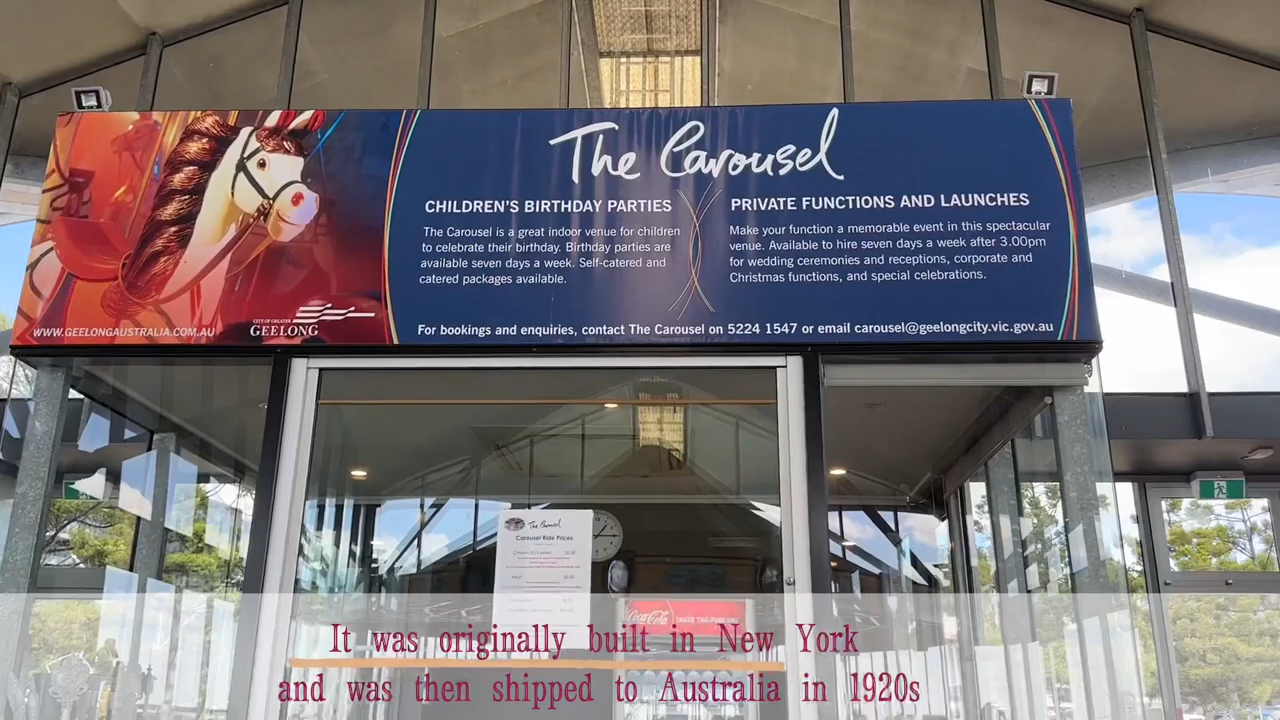 The Carousel
CHILDREN'S BIRTHDAY PARTIES
The Carousel is a great indoor venue for children
to celebrate their birthday. Birthday parties are
available seven days a week. Self-catered and
catered packages available.
PRIVATE FUNCTIONS AND LAUNCHES
Make your function a memorable event in this spectacular
venue. Available to hire seven days a week after 3.00pm
for wedding ceremonies and receptions, corporate and
Christmas functions, and special celebrations.
WWW.GEELONGAUSTRALIA.COM.AU
CITY OF GREATER
GEELONG
For bookings and enquiries, contact The Carousel on 5224 1547 or email carousel@geelongcity.vic.gov.au
The Carousel
Carousel Ride Prices
Coca-Cola
It was originally built in New York
and was then shipped to Australia in 1920s